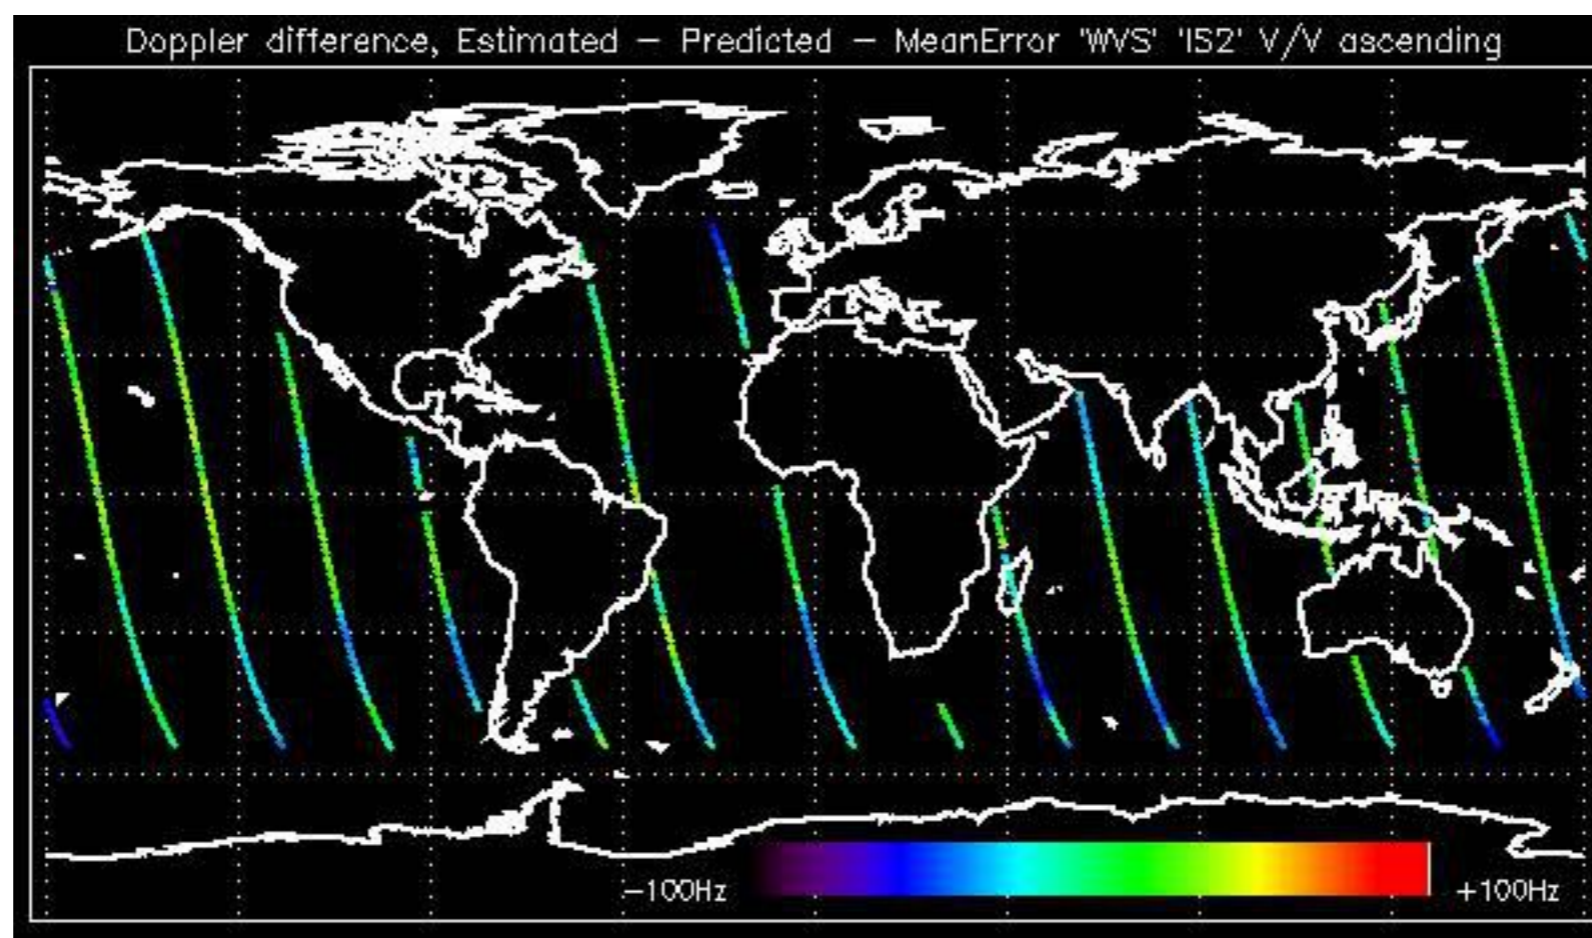 Doppler difference, Estimated — Predicted — MeanError 'WVS' 'IS2' V/V ascending
−100Hz
+100Hz